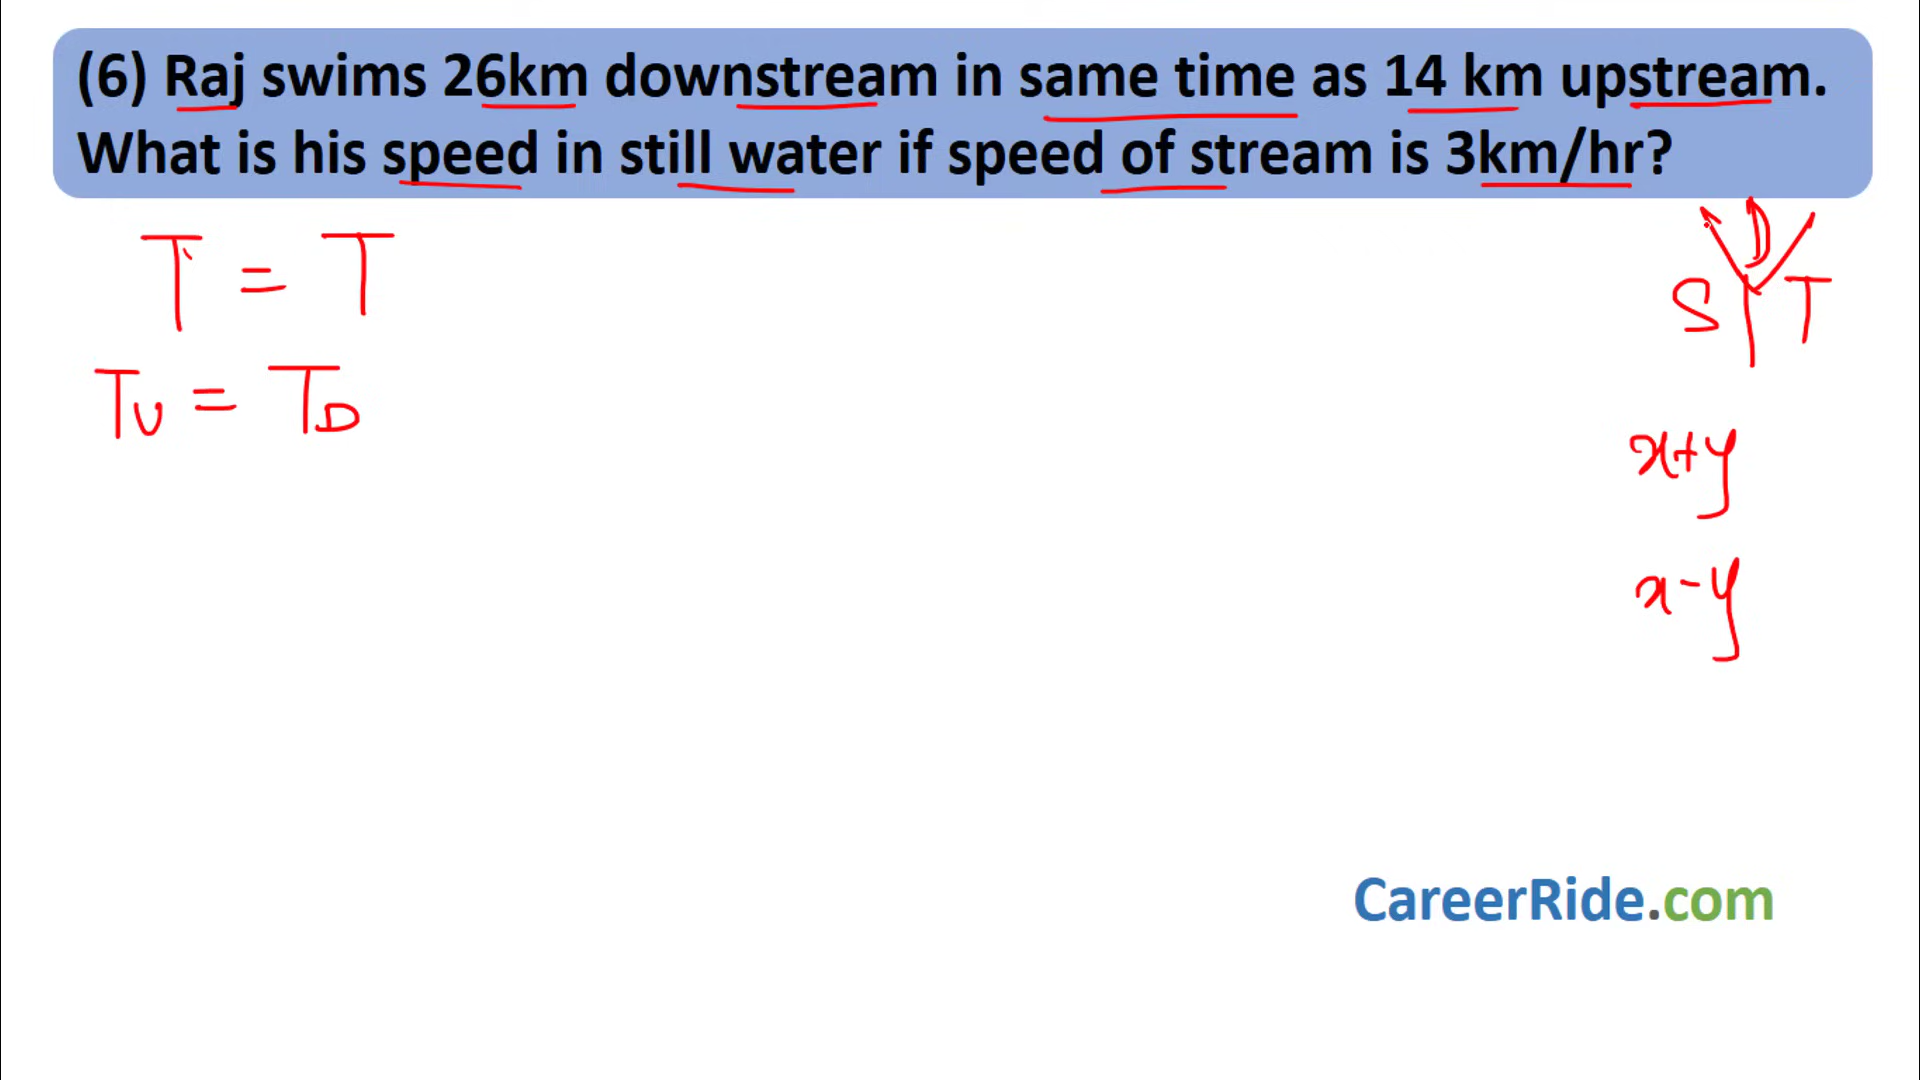 (6) Raj swims 26km downstream in same time as 14 km upstream.
What is his speed in still water if speed of stream is 3km/hr?
T = T
D
S T
TU = TD
x+y
x-y
CareerRide.com